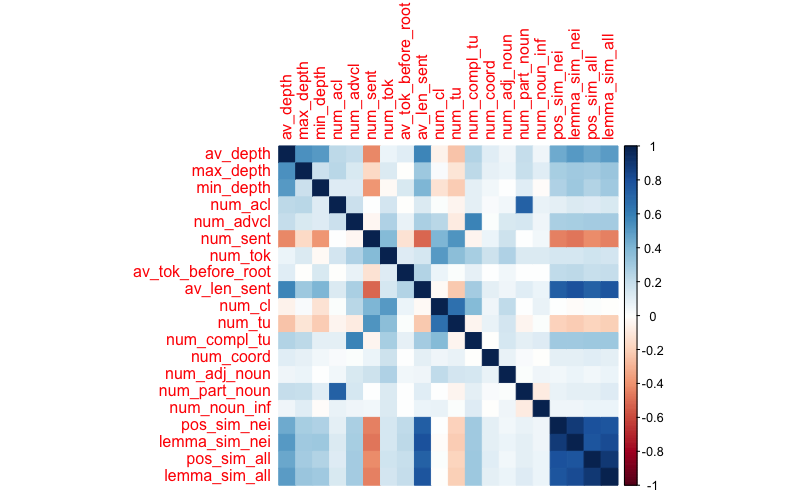 av_depth
max_depth
min_depth
num_acl
num_advcl
num_sent
num_tok
av_tok_before_root
av_len_sent
num_cl
num_tu
num_compl_tu
num_coord
num_adj_noun
num_part_noun
num_noun_inf
pos_sim_nei
lemma_sim_nei
pos_sim_all
lemma_sim_all
av_depth
max_depth
min_depth
num_acl
num_advcl
num_sent
num_tok
av_tok_before_root
av_len_sent
num_cl
num_tu
num_compl_tu
num_coord
num_adj_noun
num_part_noun
num_noun_inf
pos_sim_nei
lemma_sim_nei
pos_sim_all
lemma_sim_all
1
0.8
0.6
0.4
0.2
0
-0.2
-0.4
-0.6
-0.8
-1